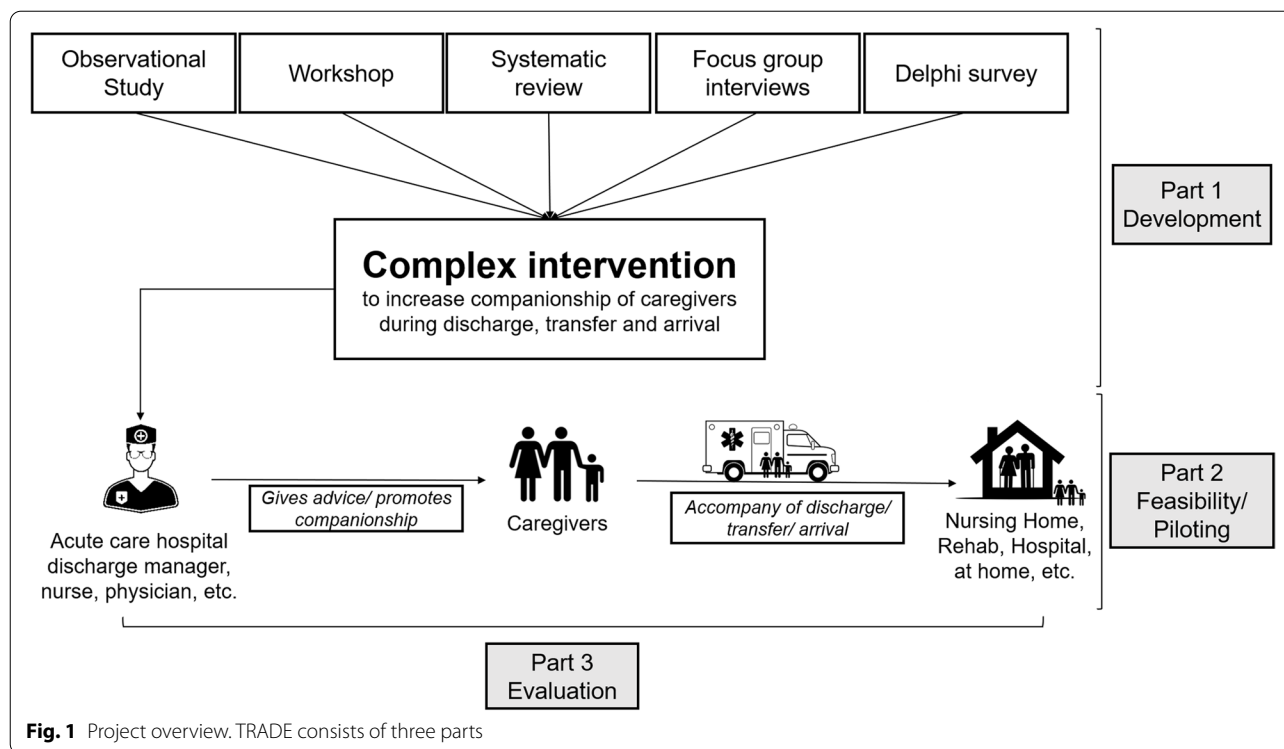 Observational
Study
Workshop
Systematic
review
Focus group
interviews
Delphi survey
Part 1
Development
Complex intervention
to increase companionship of caregivers
during discharge, transfer and arrival
Gives advice/ promotes
companionship
Caregivers
Accompany of discharge/
transfer/ arrival
Acute care hospital
discharge manager,
nurse, physician, etc.
Nursing Home,
Rehab, Hospital,
at home, etc.
Part 2
Feasibility/
Piloting
Part 3
Evaluation
Fig. 1 Project overview. TRADE consists of three parts